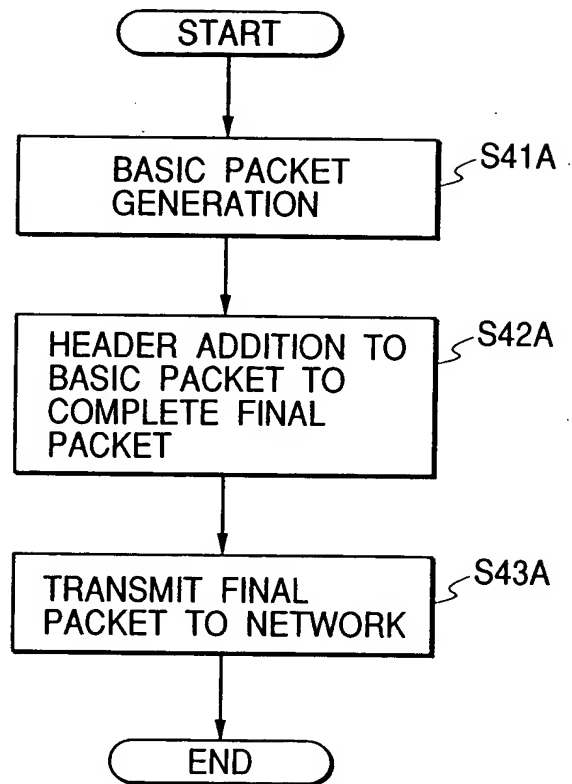 START
BASIC PACKET
GENERATION
S41A
HEADER ADDITION TO
BASIC PACKET TO
COMPLETE FINAL
PACKET
S42A
TRANSMIT FINAL
PACKET TO NETWORK
S43A
END